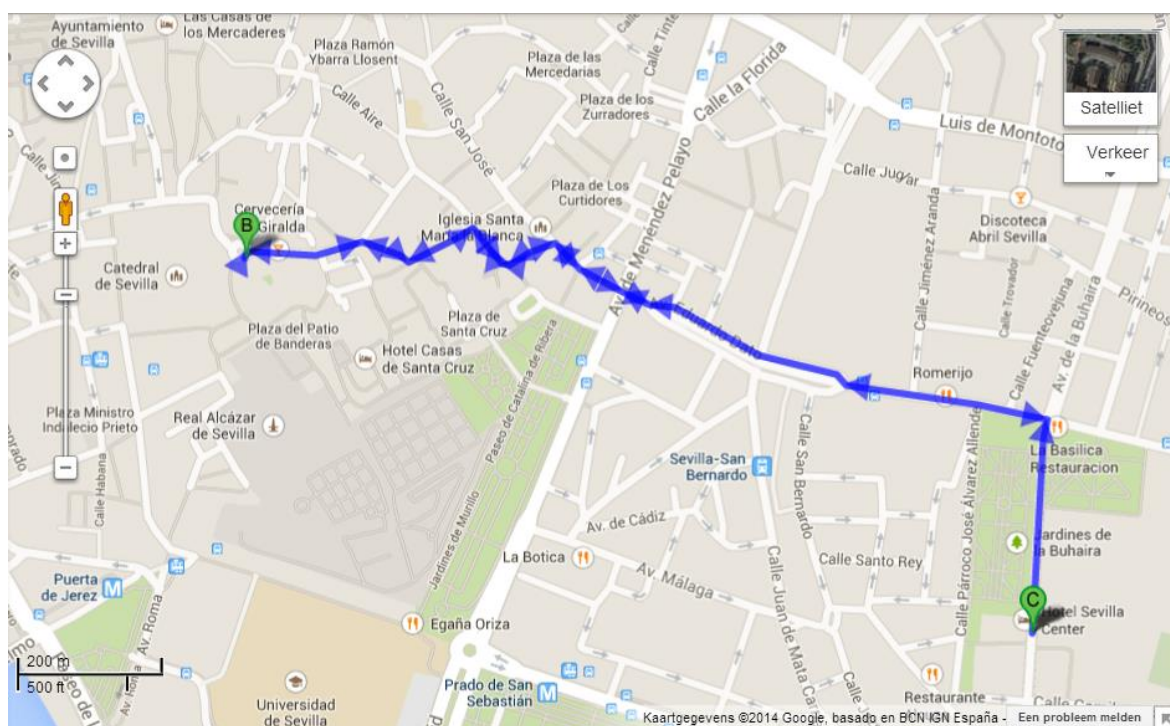 Las Casas de
los Mercaderes
Ayuntamiento
de Sevilla
Plaza Ramón
Ybarra Llosent
Plaza de las
Mercedarias
Calle Aire
Calle San José
Plaza de los
Zurradores
Calle la Florida
Luis de Montoto
Satelliet
Verkeer
Calle Jugar
Plaza de Los
Curtidores
Av. de Menéndez Pelayo
Calle Jiménez Aranda
Discoteca
Abril Sevilla
B
Cervecería
Giralda
Iglesia Santa
María la Blanca
Catedral
de Sevilla
Calle Trovador
Calle Fuenteovejuna
Av. de la Buhaira
Pirineos
Plaza del Patio
de Banderas
Plaza de
Santa Cruz
Hotel Casas
de Santa Cruz
Paseo de Catalina de Ribera
Eduardo Dato
Romerijo
Plaza Ministro
Indalecio Prieto
Real Alcázar
de Sevilla
Calle Habana
Sevilla-San
Bernardo
Calle San Bernardo
Calle Párroco José Álvarez Allende
La Basilica
Restauracion
Av. de Cádiz
Jardines de Murillo
La Botica
Av. Málaga
Calle Santo Rey
Jardines de
la Buhaira
Puerta
de Jerez
Av. Roma
Egaña Oriza
Calle Juan de Mata
C
Hotel Sevilla
Center
200 m
500 ft
Universidad
de Sevilla
Prado de San
Sebastián
Restaurante
Kaartgegevens ©2014 Google, basado en BCN IGN España -
Een probleem melden